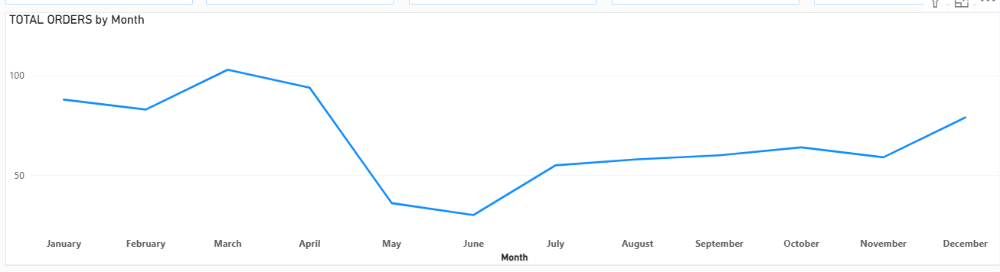 TOTAL ORDERS by Month
100
50
January February March April May June July August September October November December
Month